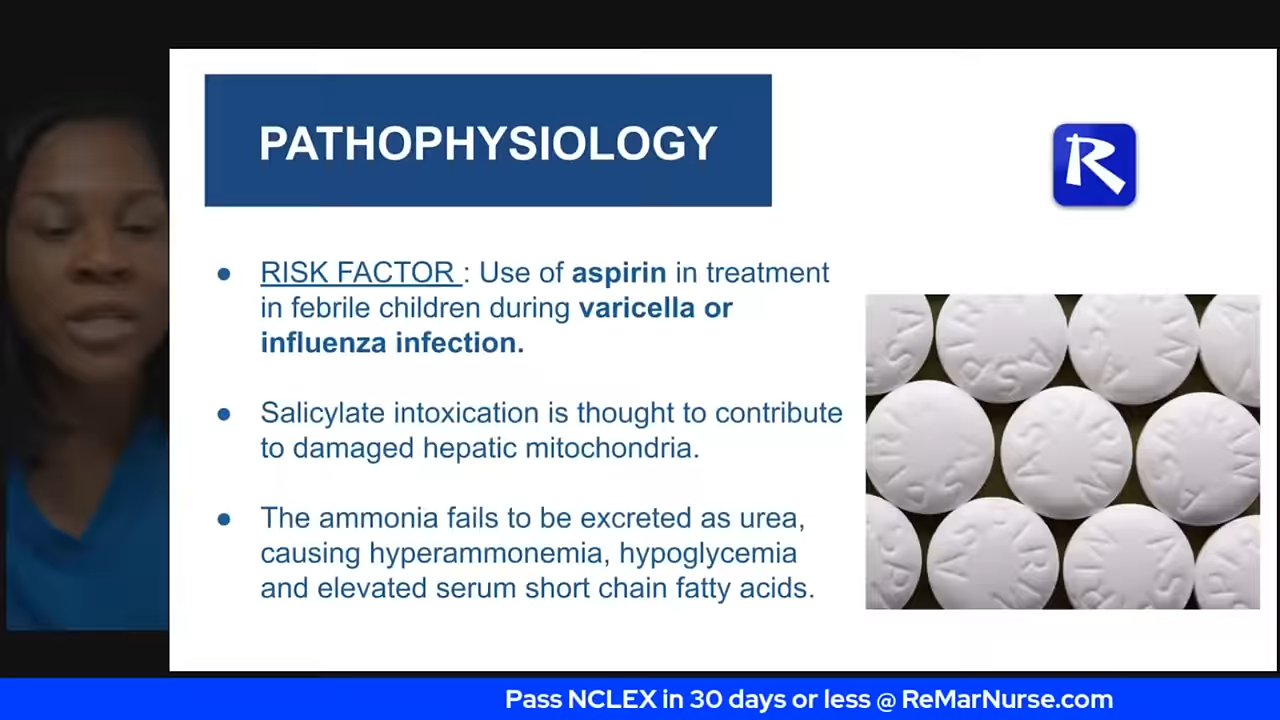 PATHOPHYSIOLOGY
R
● RISK FACTOR : Use of aspirin in treatment
in febrile children during varicella or
influenza infection.
● Salicylate intoxication is thought to contribute
to damaged hepatic mitochondria.
● The ammonia fails to be excreted as urea,
causing hyperammonemia, hypoglycemia
and elevated serum short chain fatty acids.
ASPIRIN
Pass NCLEX in 30 days or less @ ReMarNurse.com